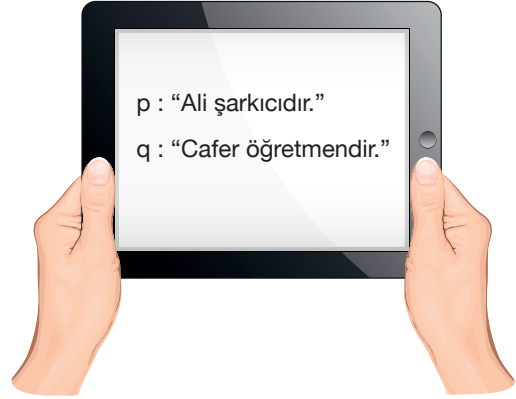 p : “Ali şarkıcıdır.”
q : “Cafer öğretmendir.”